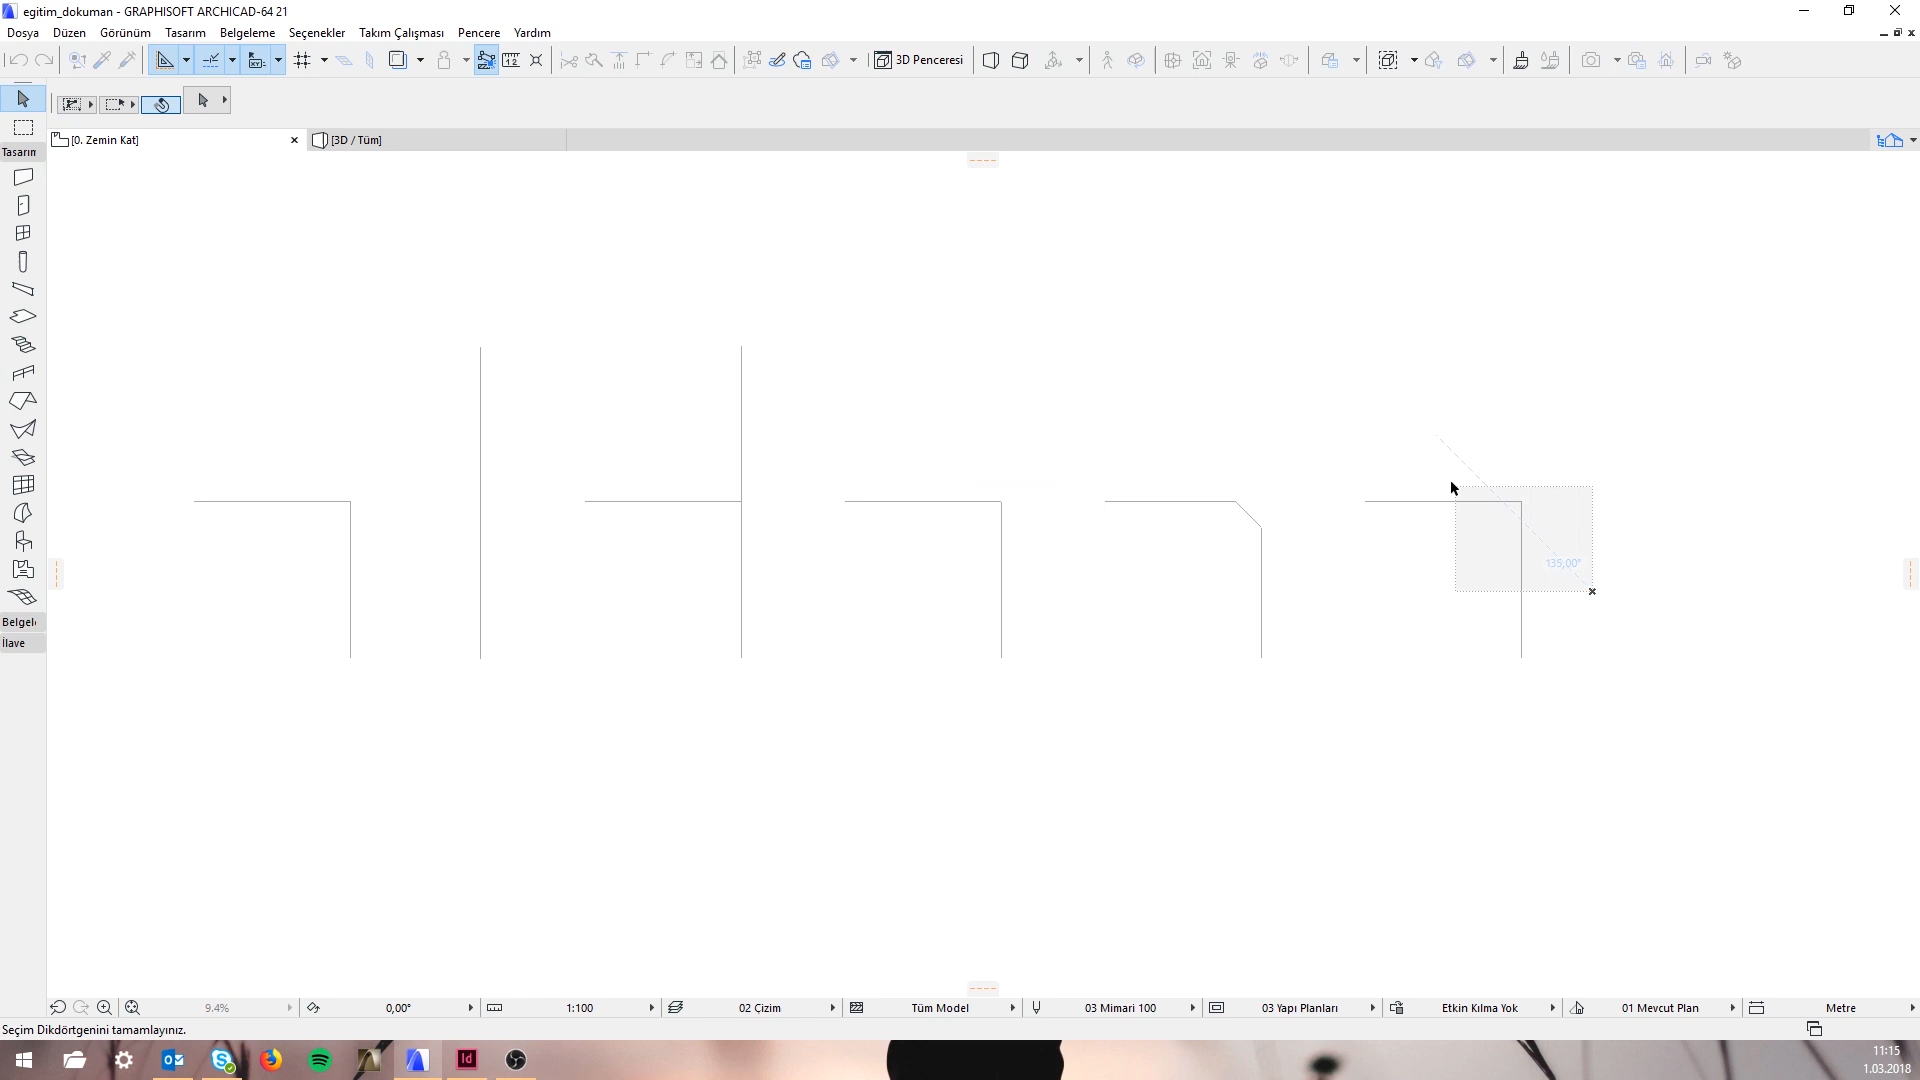 egitim_dokuman - GRAPHISOFT ARCHICAD-64 21
Dosya Düzen Görünüm Tasarım Belgeleme Seçenekler Takım Çalışması Pencere Yardım
3D Penceresi
[0. Zemin Kat]
[3D / Tüm]
Tasarım
135,00°
Belgele
İlave
9.4%
0,00°
1:100
02 Çizim
Tüm Model
03 Mimari 100
03 Yapı Planları
Etkin Kılma Yok
01 Mevcut Plan
Metre
Seçim Dikdörtgenini tamamlayınız.
11:15
1.03.2018